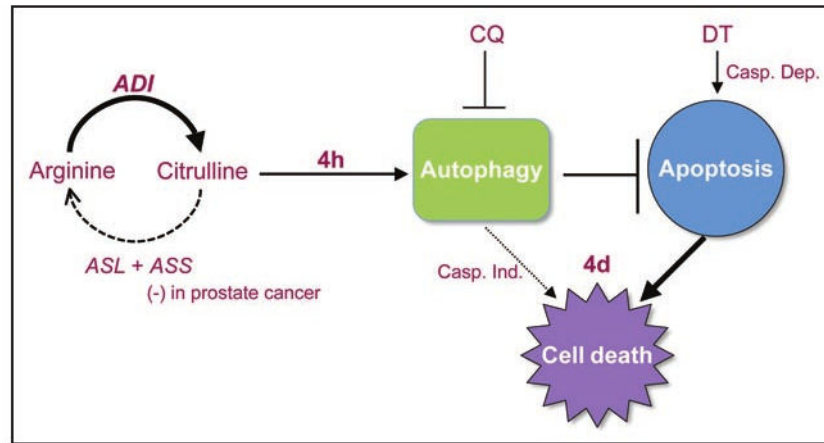 CQ
DT
Casp. Dep.
ADI
Arginine
Citrulline
4h
Autophagy
Apoptosis
ASL + ASS
(-) in prostate cancer
Casp. Ind.
4d
Cell death